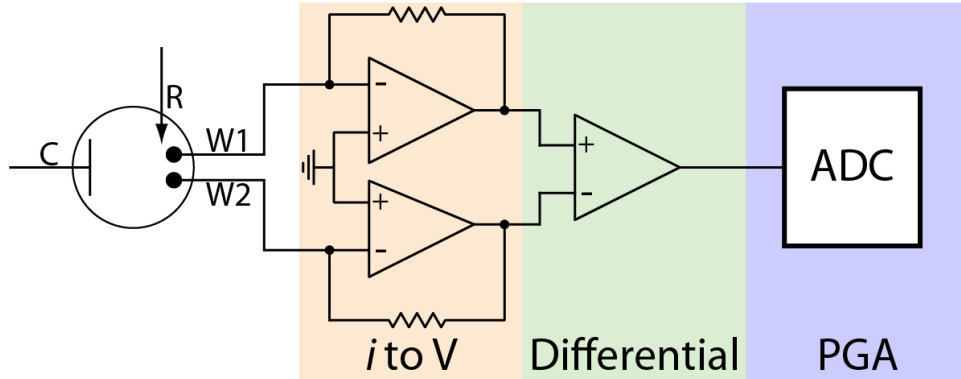 R
C
W1
W2
-
+
+
-
+
-
ADC
i to V
Differential
PGA